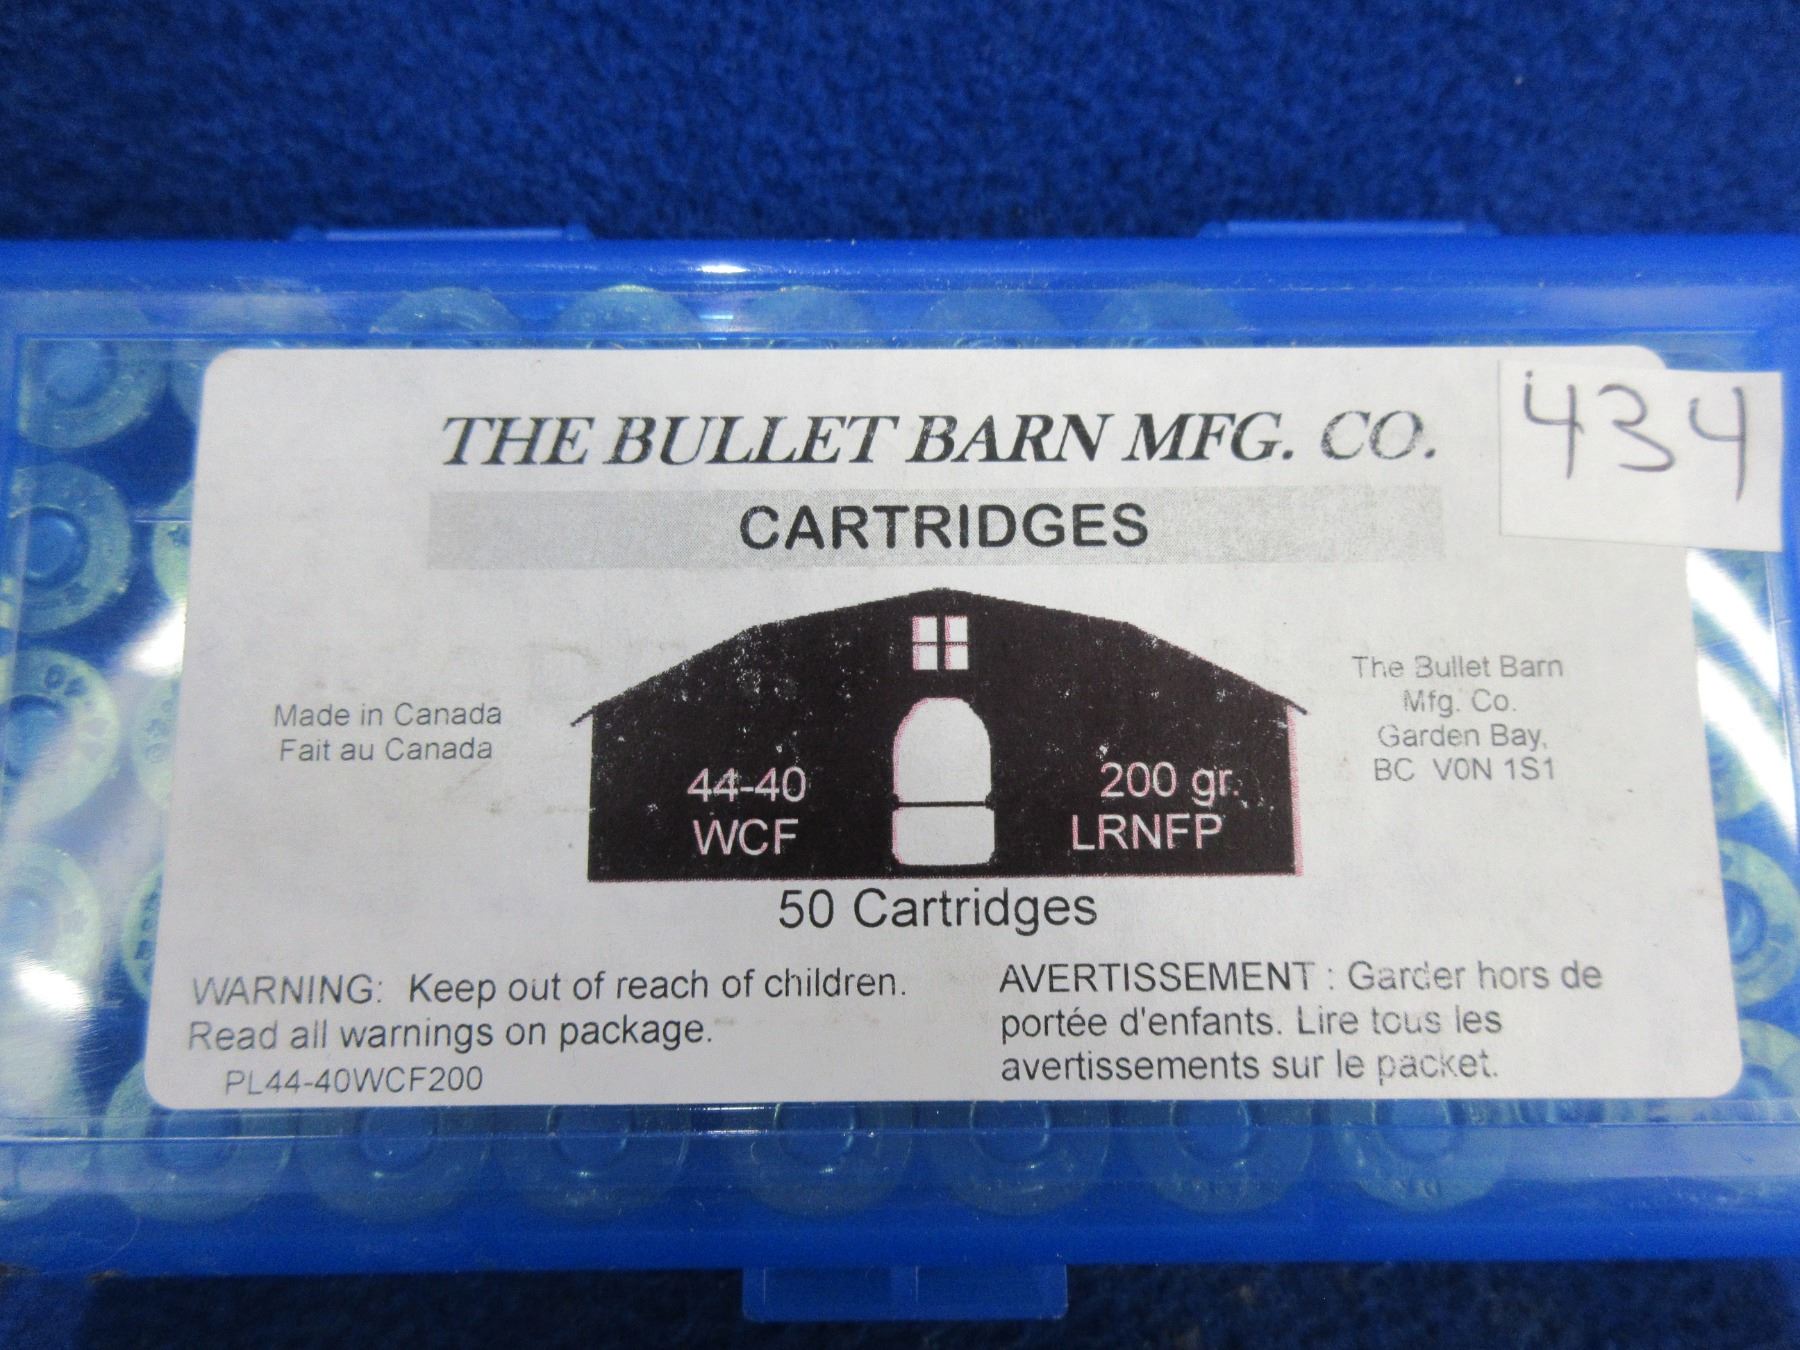 THE BULLET BARN MFG. CO.
434
CARTRIDGES
Made in Canada
Fait au Canada
44-40
WCF
200 gr.
LRNFP
The Bullet Barn
Mfg. Co.
Garden Bay,
BC V0N 1S1
50 Cartridges
WARNING: Keep out of reach of children.
Read all warnings on package.
PL44-40WCF200
AVERTISSEMENT : Garder hors de
portée d'enfants. Lire tous les
avertissements sur le packet.